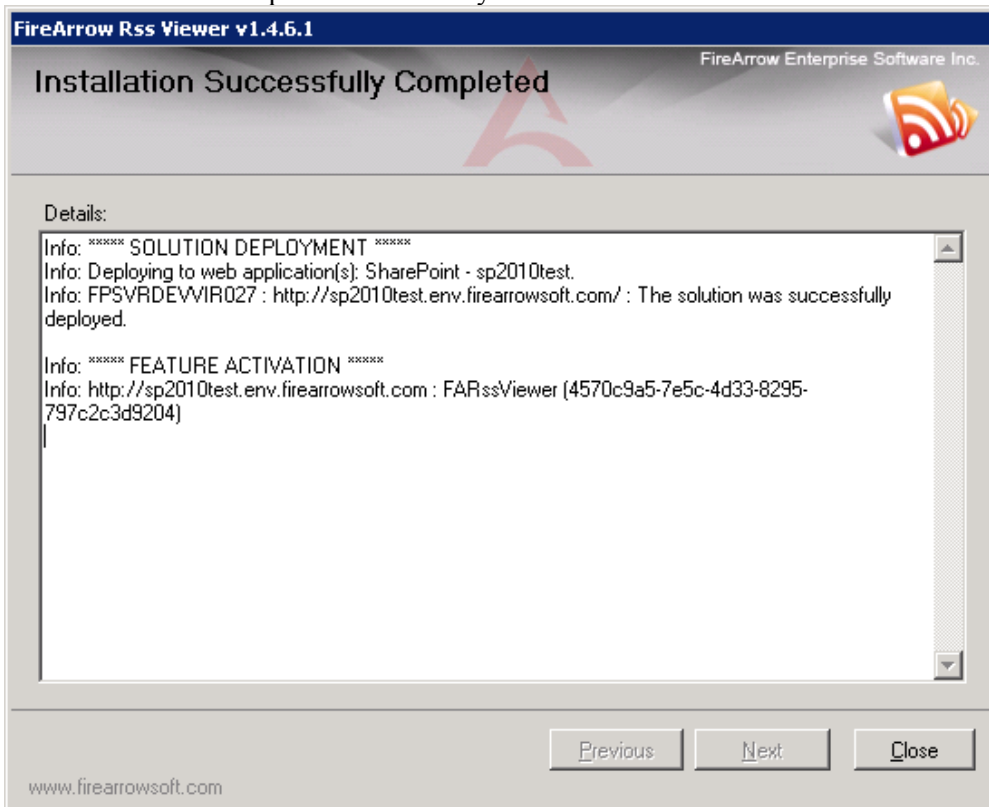 FireArrow Rss Viewer v1.4.6.1
FireArrow Enterprise Software Inc.
Installation Successfully Completed
Details:
Info: ***** SOLUTION DEPLOYMENT *****
Info: Deploying to web application(s): SharePoint - sp2010test.
Info: FPSVRDEVVIR027 : http://sp2010test.env.firearrowsoft.com/ : The solution was successfully
deployed.
Info: ***** FEATURE ACTIVATION *****
Info: http://sp2010test.env.firearrowsoft.com : FARssViewer (4570c9a5-7e5c-4d33-8295-
797c2c3d9204)
Previous Next Close
www.firearrowsoft.com